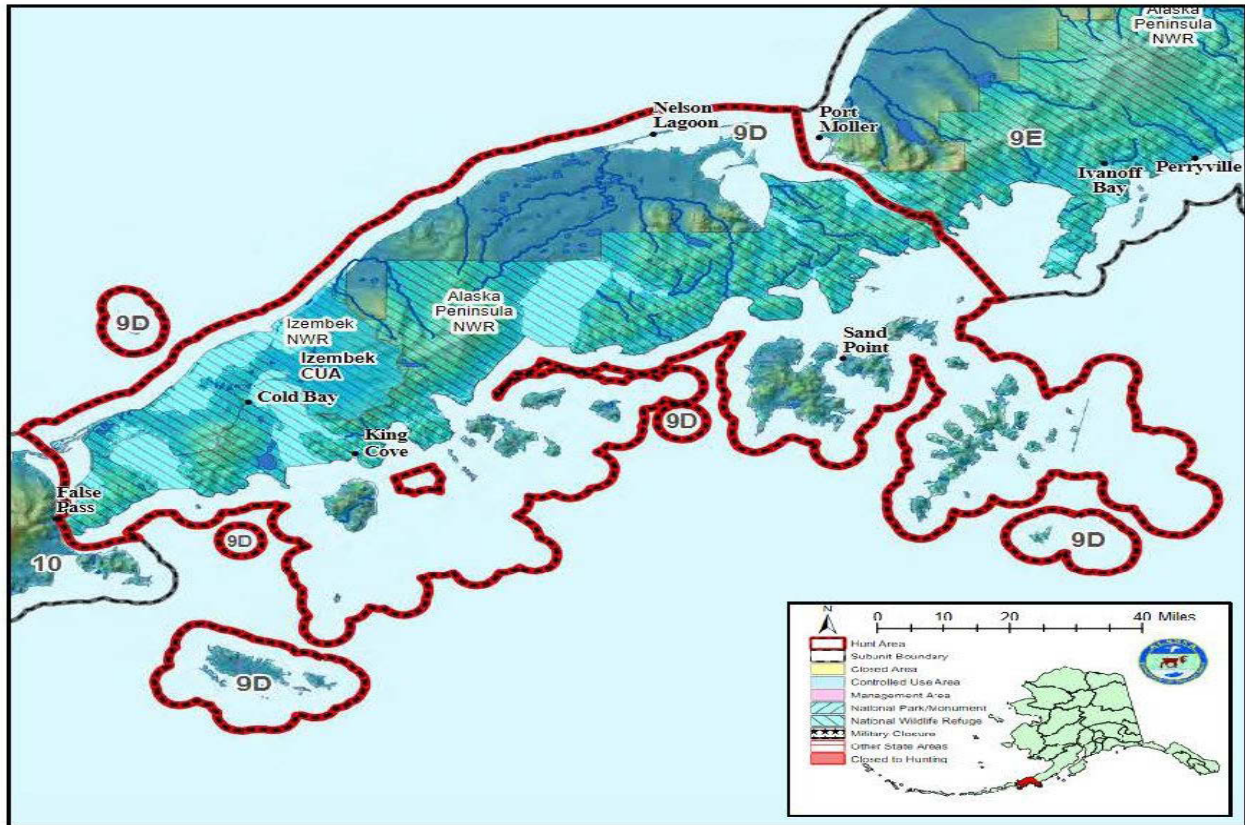 Alaska
Peninsula
NWR
Nelson
Lagoon
9D
Port
Moller
9E
Ivanoff
Bay
Perryville
9D
Izembek
NWR
Izembek
CUA
Alaska
Peninsula
NWR
Sand
Point
Cold Bay
9D
King
Cove
False
Pass
9D
9D
10
9D
N
0 20 40 Miles
Hunt Area
Subunit Boundary
Closed Area
Controlled Use Area
Management Area
National Park/Monument
National Wildlife Refuge
Military Closure
Other State Areas
Closed to Hunting